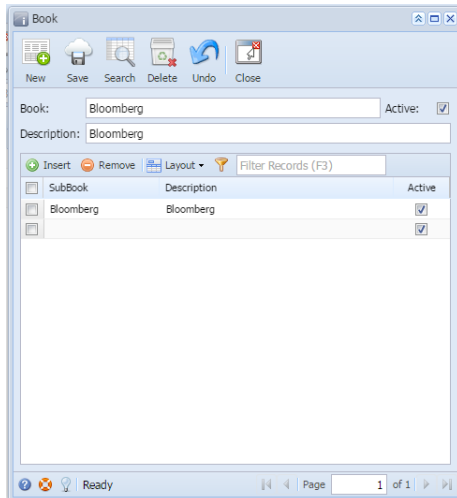 Book
New Save Search Delete Undo Close
Book: Bloomberg Active:
Description: Bloomberg
Insert Remove Layout Filter Records (F3)
SubBook Description Active
Bloomberg Bloomberg
Ready Page 1 of 1